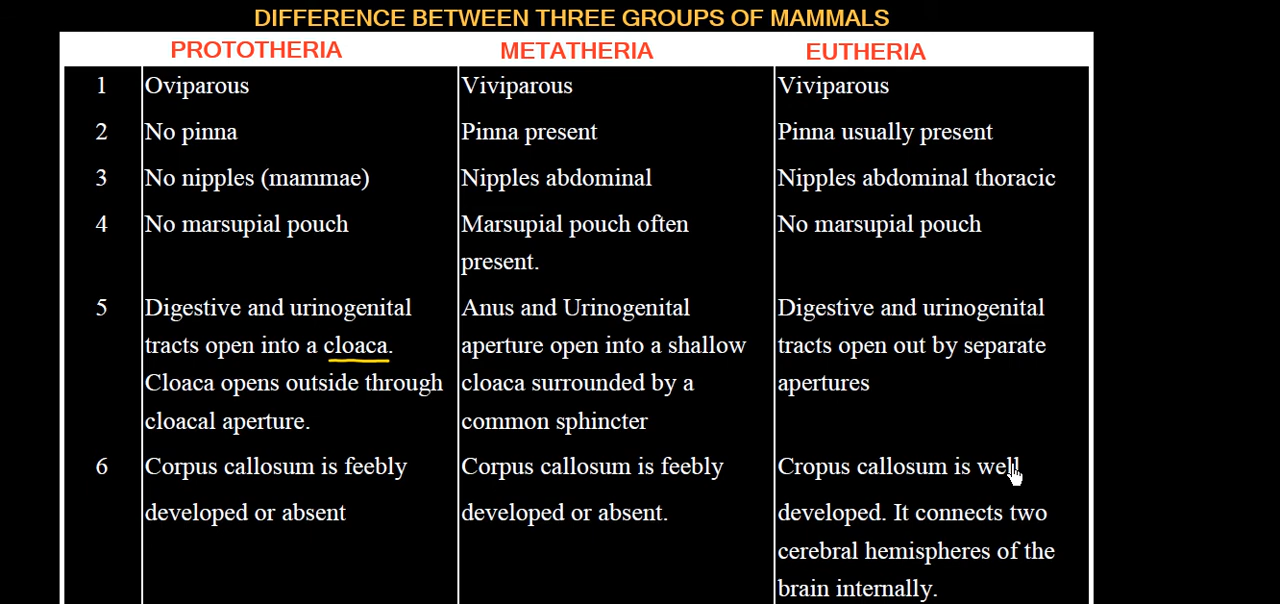 DIFFERENCE BETWEEN THREE GROUPS OF MAMMALS
PROTOTHERIA METATHERIA EUTHERIA
1 Oviparous Viviparous Viviparous
2 No pinna Pinna present Pinna usually present
3 No nipples (mammae) Nipples abdominal Nipples abdominal thoracic
4 No marsupial pouch Marsupial pouch often No marsupial pouch
present.
5 Digestive and urinogenital Anus and Urinogenital Digestive and urinogenital
tracts open into a cloaca. aperture open into a shallow tracts open out by separate
Cloaca opens outside through cloaca surrounded by a apertures
cloacal aperture. common sphincter
6 Corpus callosum is feebly Corpus callosum is feebly Cropus callosum is well
developed or absent developed or absent. developed. It connects two
cerebral hemispheres of the
brain internally.